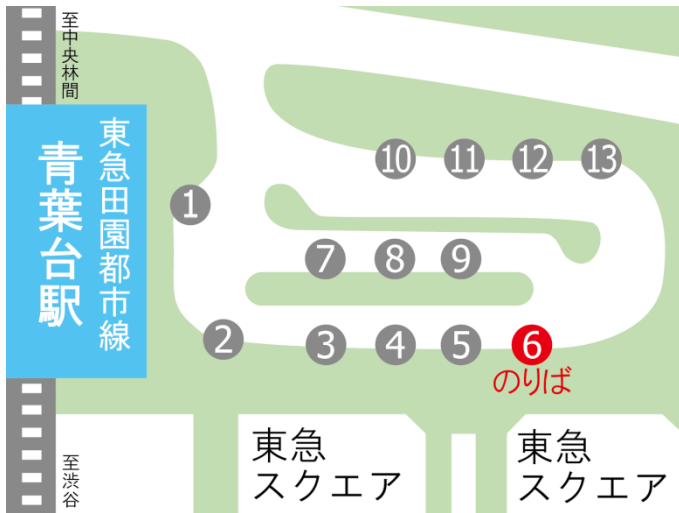 至中央林間
東急田園都市線
青葉台駅
至渋谷
1
2
3
4
5
6
のりば
7
8
9
10
11
12
13
東急
スクエア
東急
スクエア